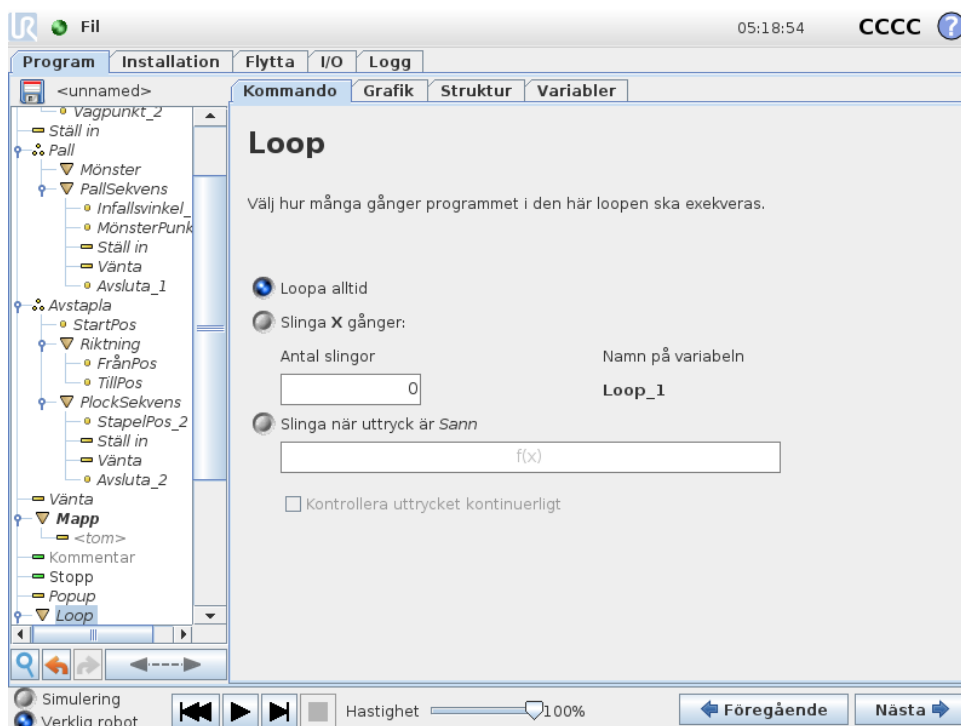 UR Fil 05:18:54 CCCC ?
Program Installation Flytta I/O Logg
<unnamed>
Kommando Grafik Struktur Variabler
Vägpunkt_2
Ställ in
Pall
Mönster
PallSekvens
Infallsvinkel_
MönsterPunk
Ställ in
Vänta
Avsluta_1
Avstapla
StartPos
Riktning
FrånPos
TillPos
PlockSekvens
StapelPos_2
Ställ in
Vänta
Avsluta_2
Vänta
Mapp
<tom>
Kommentar
Stopp
Popup
Loop
Loop
Välj hur många gånger programmet i den här loopen ska exekveras.
Loopa alltid
Slinga X gånger:
Antal slingor Namn på variabeln
0 Loop_1
Slinga när uttryck är Sann
f(x)
Kontrollera uttrycket kontinuerligt
Simulering
Verklig robot
Hastighet 100%
Föregående Nästa